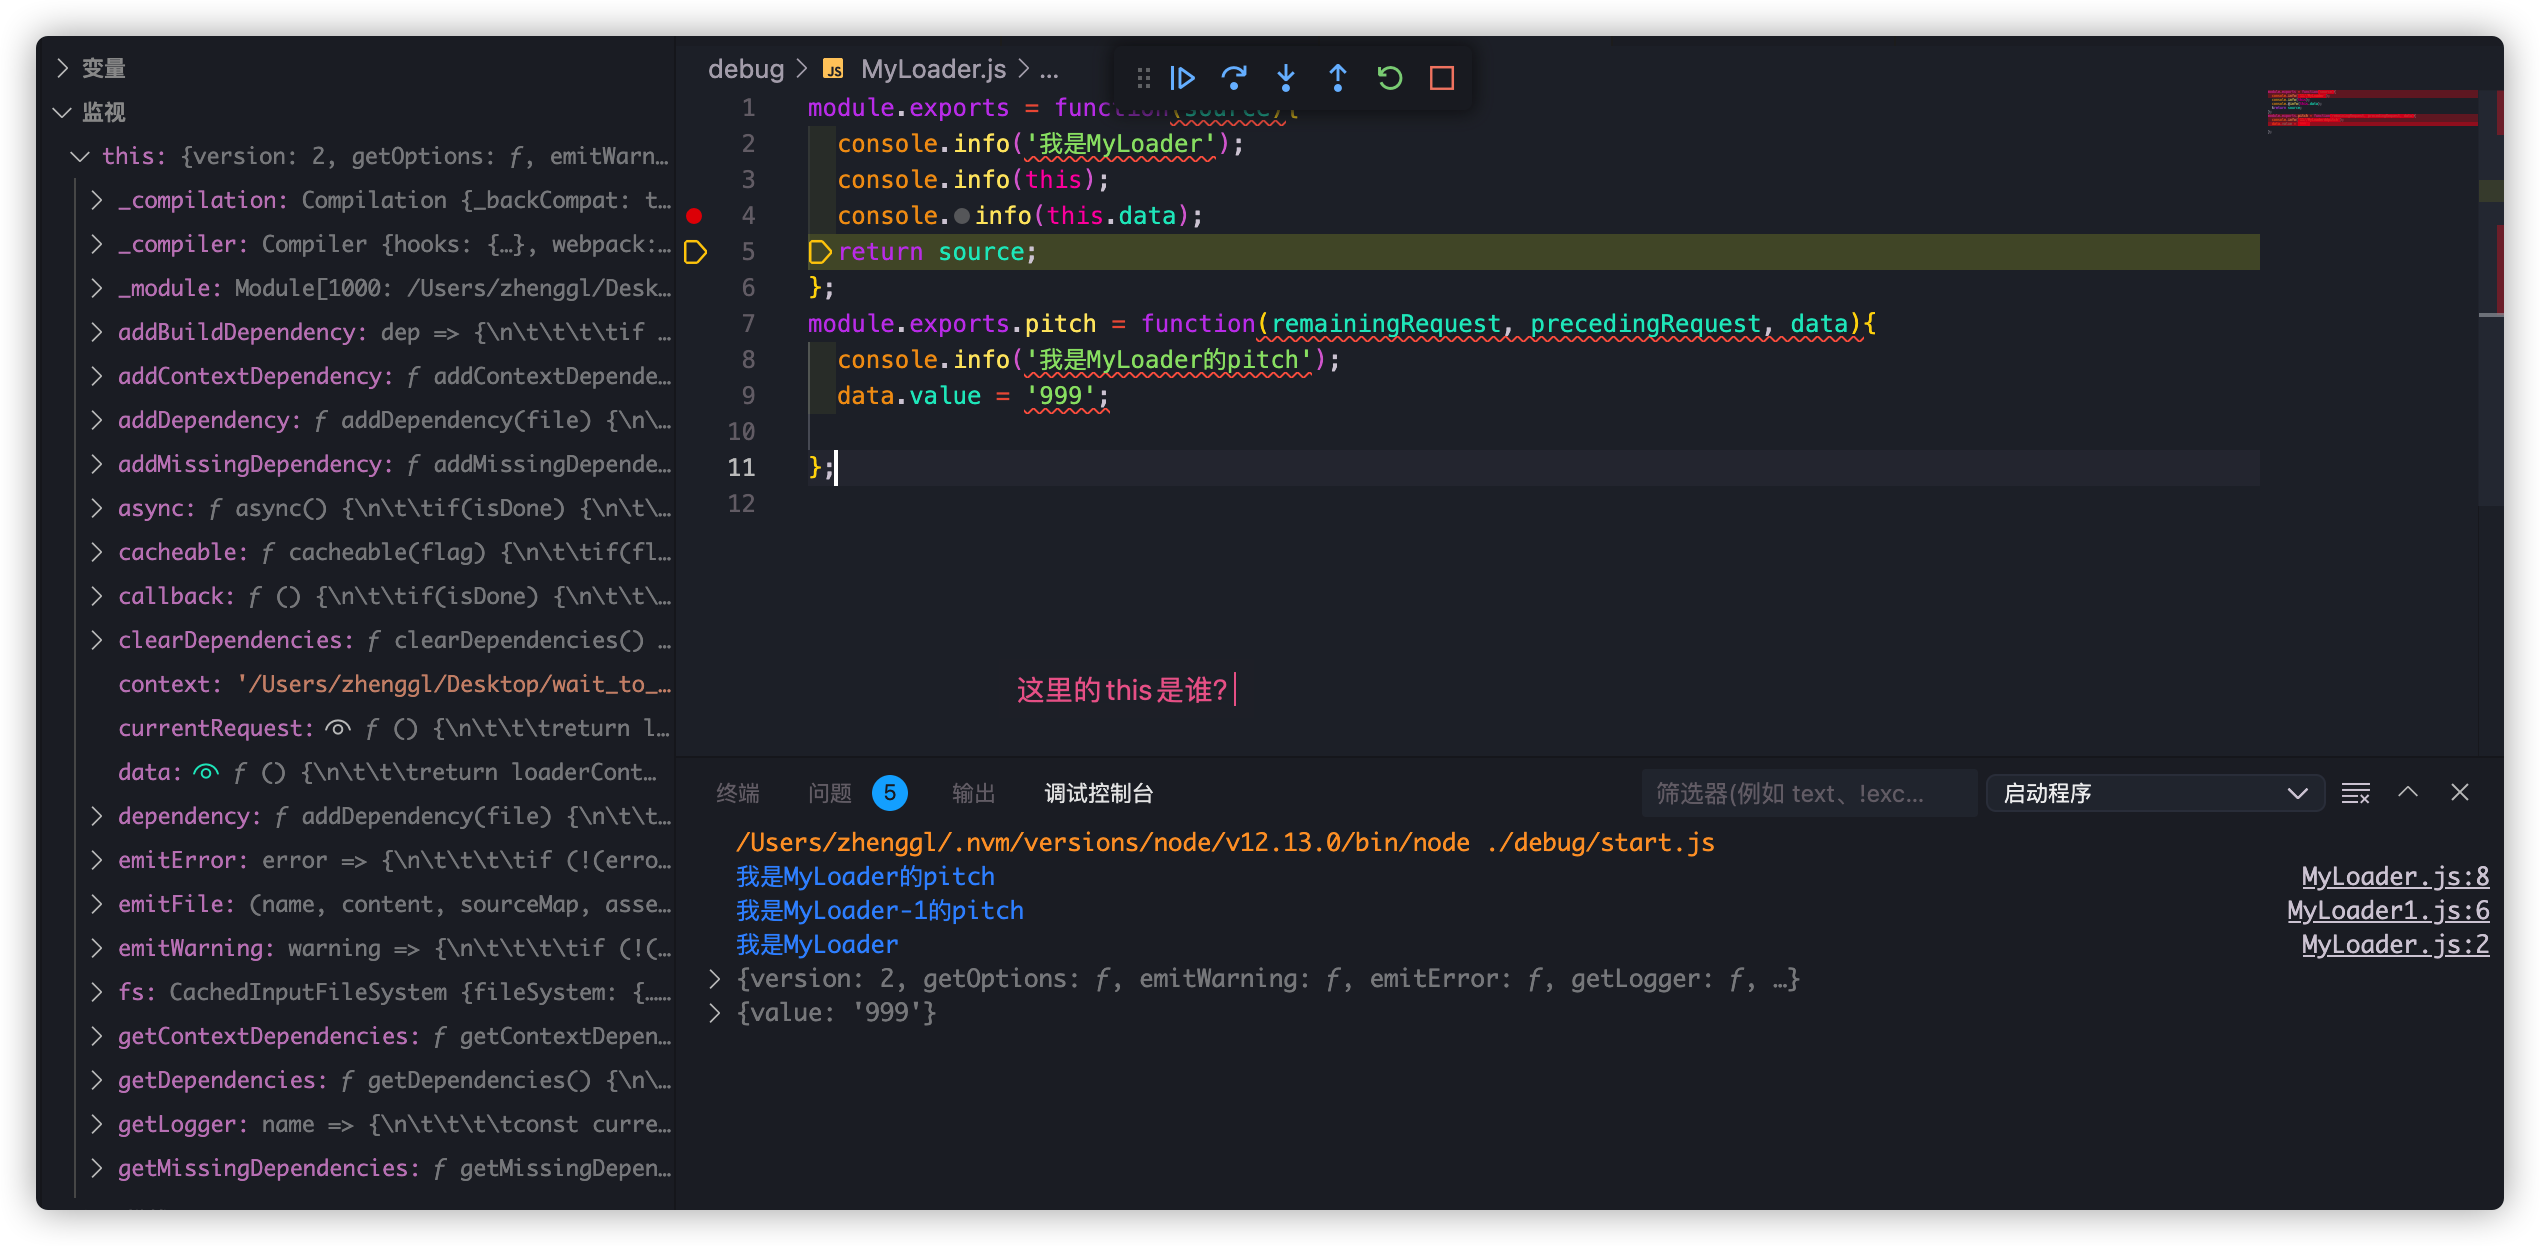 变量
监视
this: {version: 2, getOptions: ƒ, emitWarn…
_compilation: Compilation {_backCompat: t…
_compiler: Compiler {hooks: {…}, webpack:…
_module: Module[1000: /Users/zhenggl/Desk…
addBuildDependency: dep => {\n\t\t\t\tif …
addContextDependency: ƒ addContextDepende…
addDependency: ƒ addDependency(file) {\n\…
addMissingDependency: ƒ addMissingDepende…
async: ƒ async() {\n\t\tif(isDone) {\n\t\…
cacheable: ƒ cacheable(flag) {\n\t\tif(fl…
callback: ƒ () {\n\t\tif(isDone) {\n\t\t\…
clearDependencies: ƒ clearDependencies() …
context: '/Users/zhenggl/Desktop/wait_to_…
currentRequest: ƒ () {\n\t\t\treturn l…
data: ƒ () {\n\t\t\treturn loaderCont…
dependency: ƒ addDependency(file) {\n\t\t…
emitError: error => {\n\t\t\t\tif (!(erro…
emitFile: (name, content, sourceMap, asse…
emitWarning: warning => {\n\t\t\t\tif (!(…
fs: CachedInputFileSystem {fileSystem: {……
getContextDependencies: ƒ getContextDepen…
getDependencies: ƒ getDependencies() {\n\…
getLogger: name => {\n\t\t\t\tconst curre…
getMissingDependencies: ƒ getMissingDepen…
debug > JS MyLoader.js > ...
1 module.exports = function(source){
2 console.info('我是MyLoader');
3 console.info(this);
4 console.info(this.data);
5 return source;
6 };
7 module.exports.pitch = function(remainingRequest, precedingRequest, data){
8 console.info('我是MyLoader的pitch');
9 data.value = '999';
10
11 };
12
这里的this是谁?
终端 问题 5 输出 调试控制台 筛选器(例如 text、!exc... 启动程序
/Users/zhenggl/.nvm/versions/node/v12.13.0/bin/node ./debug/start.js
我是MyLoader的pitch MyLoader.js:8
我是MyLoader-1的pitch MyLoader1.js:6
我是MyLoader MyLoader.js:2
{version: 2, getOptions: ƒ, emitWarning: ƒ, emitError: ƒ, getLogger: ƒ, …}
{value: '999'}